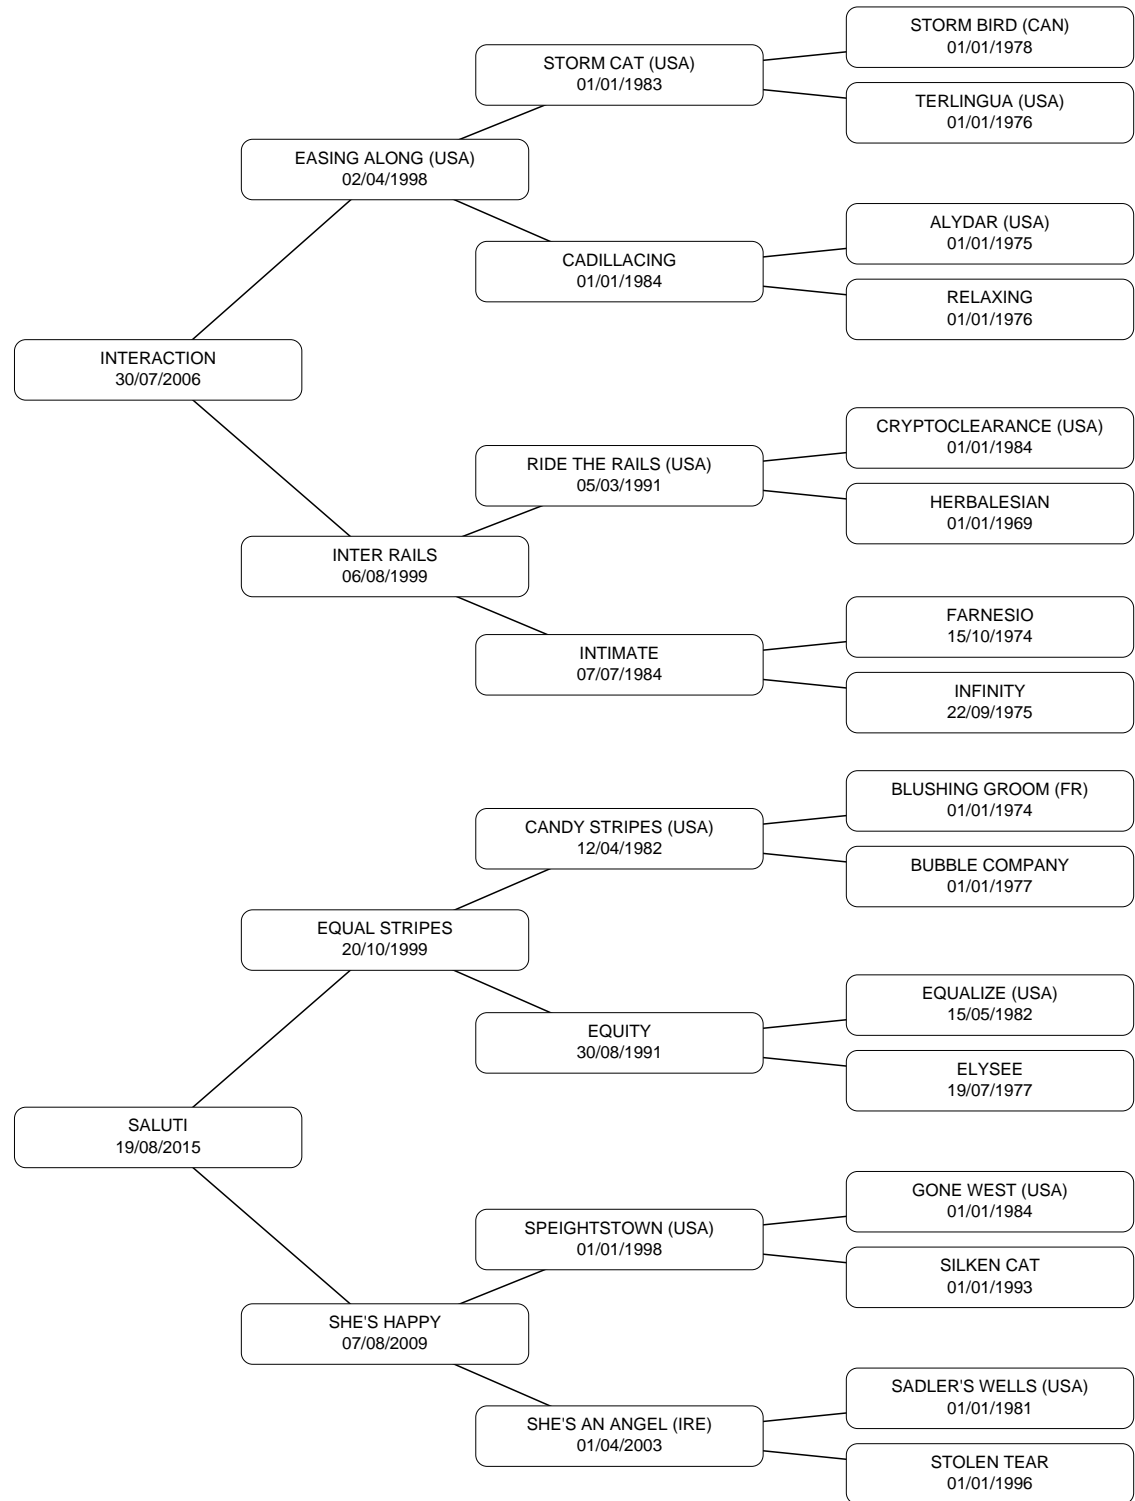 STORM BIRD (CAN)
01/01/1978
STORM CAT (USA)
01/01/1983
TERLINGUA (USA)
01/01/1976
EASING ALONG (USA)
02/04/1998
ALYDAR (USA)
01/01/1975
CADILLACING
01/01/1984
RELAXING
01/01/1976
INTERACTION
30/07/2006
CRYPTOCLEARANCE (USA)
01/01/1984
RIDE THE RAILS (USA)
05/03/1991
HERBALESIAN
01/01/1969
INTER RAILS
06/08/1999
FARNESIO
15/10/1974
INTIMATE
07/07/1984
INFINITY
22/09/1975
BLUSHING GROOM (FR)
01/01/1974
CANDY STRIPES (USA)
12/04/1982
BUBBLE COMPANY
01/01/1977
EQUAL STRIPES
20/10/1999
EQUALIZE (USA)
15/05/1982
EQUITY
30/08/1991
ELYSEE
19/07/1977
SALUTI
19/08/2015
GONE WEST (USA)
01/01/1984
SPEIGHTSTOWN (USA)
01/01/1998
SILKEN CAT
01/01/1993
SHE'S HAPPY
07/08/2009
SADLER'S WELLS (USA)
01/01/1981
SHE'S AN ANGEL (IRE)
01/04/2003
STOLEN TEAR
01/01/1996